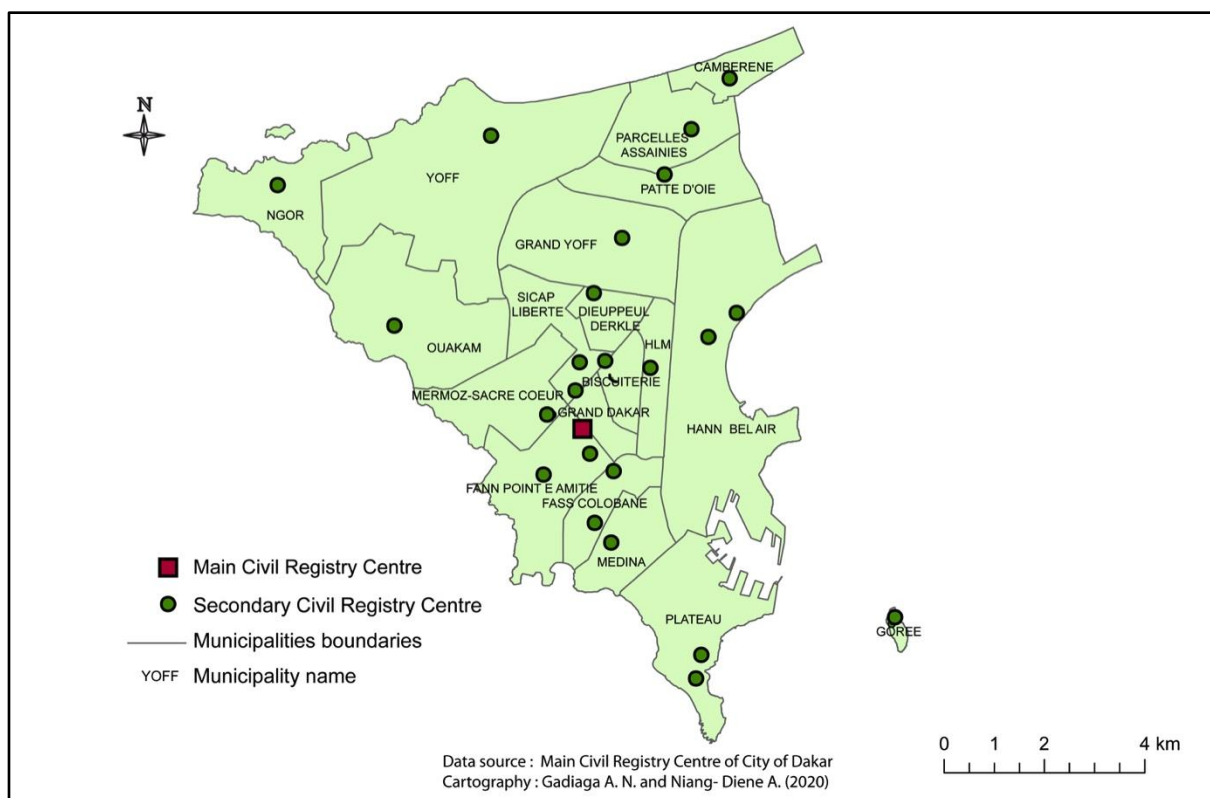 CAMBERENE
N
PARCELLES
ASSAINIES
YOFF
PATTE D'OIE
NGOR
GRAND YOFF
SICAP
LIBERTE
DIEUPPEUL
DERKLE
OUAKAM
HLM
BISCUITERIE
MERMOZ-SACRE COEUR
GRAND DAKAR
HANN BEL AIR
FANN POINT E AMITIE
FASS COLOBANE
MEDINA
PLATEAU
GOREE
Main Civil Registry Centre
Secondary Civil Registry Centre
Municipalities boundaries
YOFF Municipality name
0 1 2 4 km
Data source : Main Civil Registry Centre of City of Dakar
Cartography : Gadiaga A. N. and Niang- Diene A. (2020)